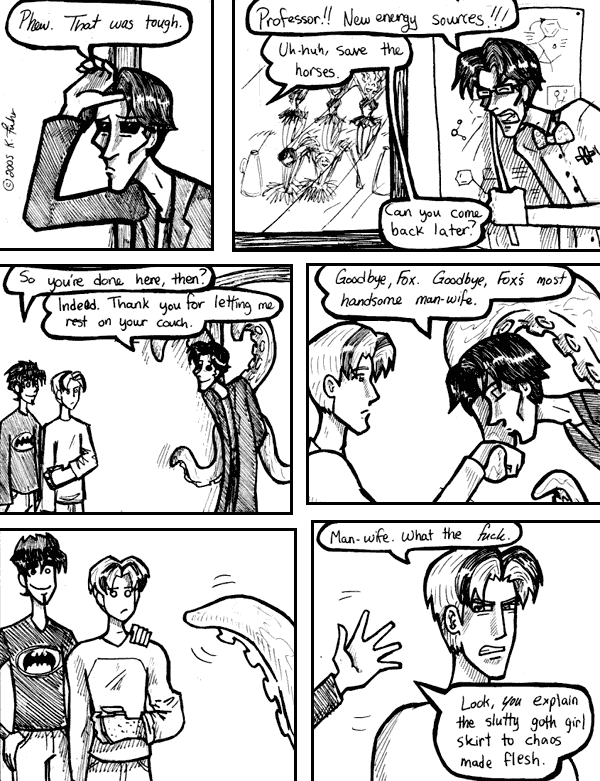 Phew. That was tough.
© 2005 K.
Professor!! New energy sources!!!
Uh-huh, save the
horses.
Can you come
back later?
So you're done here, then?
Indeed. Thank you for letting me
rest on your couch.
Goodbye, Fox. Goodbye, Fox's most
handsome man-wife.
Man-wife. What the fuck.
Look, you explain
the slutty goth girl
skirt to chaos
made flesh.